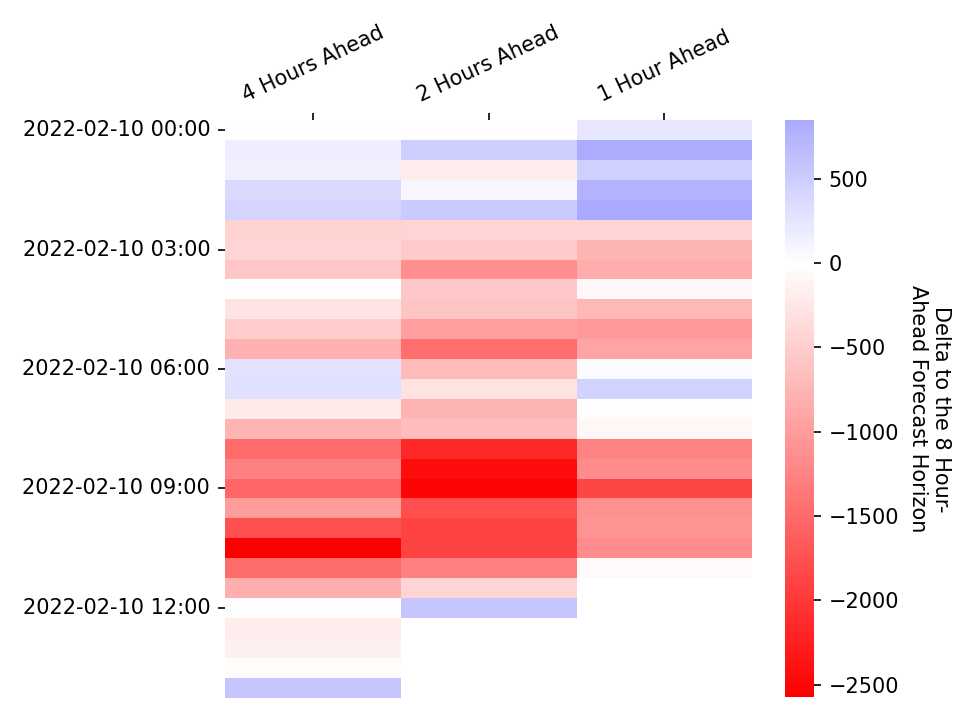 4 Hours Ahead
2 Hours Ahead
1 Hour Ahead
2022-02-10 00:00
2022-02-10 03:00
2022-02-10 06:00
2022-02-10 09:00
2022-02-10 12:00
500
0
−500
−1000
−1500
−2000
−2500
Delta to the 8 Hour-
Ahead Forecast Horizon